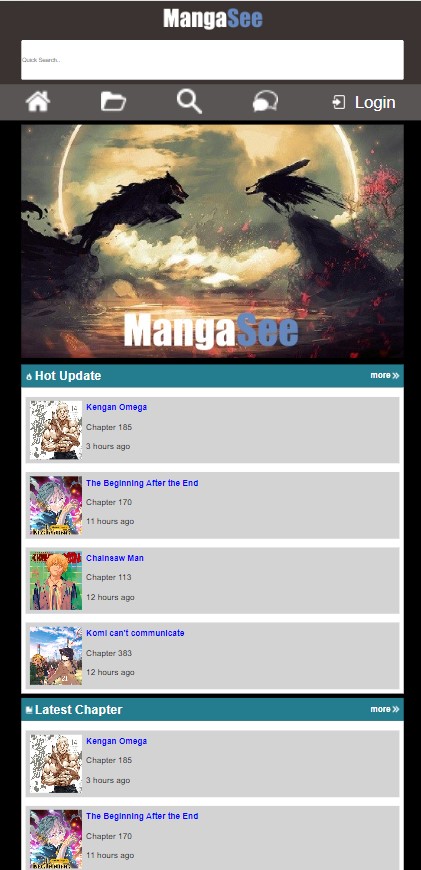 MangaSee
Quick Search..
Login
MangaSee
Hot Update
more
Kengan Omega
Chapter 185
3 hours ago
The Beginning After the End
Chapter 170
11 hours ago
Chainsaw Man
Chapter 113
12 hours ago
Komi can't communicate
Chapter 383
12 hours ago
Latest Chapter
more
Kengan Omega
Chapter 185
3 hours ago
The Beginning After the End
Chapter 170
11 hours ago